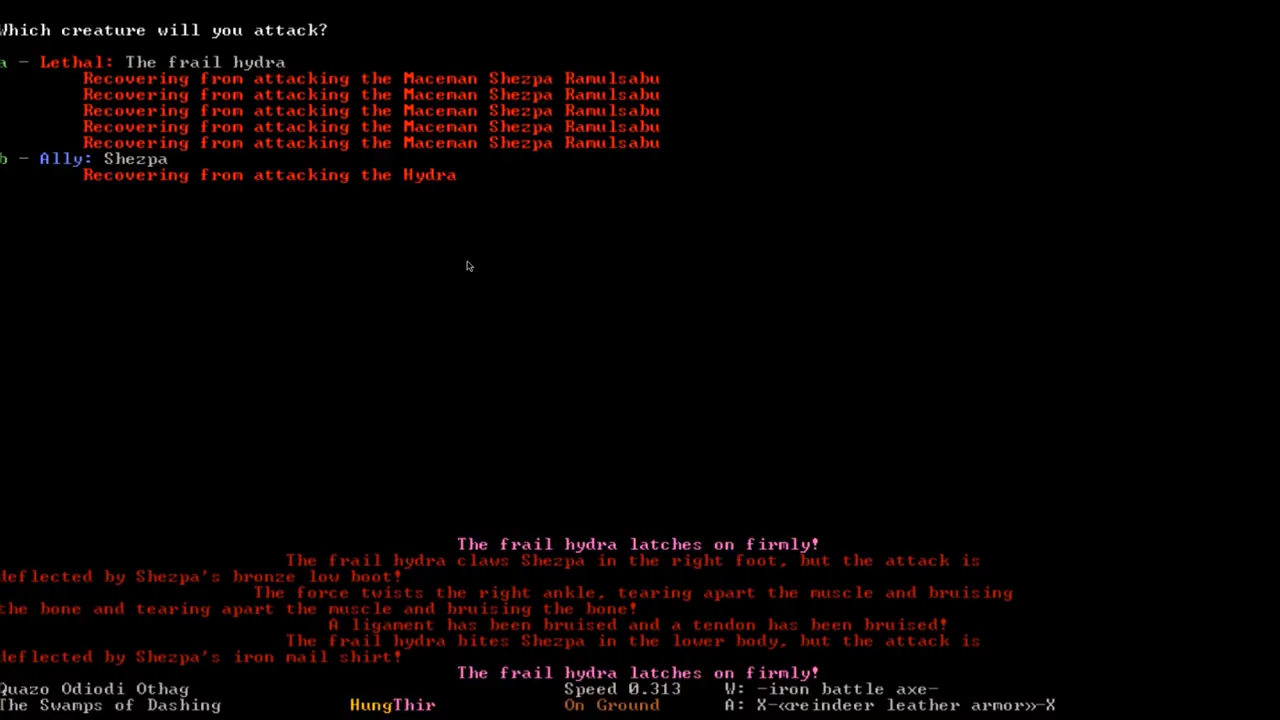 Which creature will you attack?
a - Lethal: The frail hydra
Recovering from attacking the Maceman Shezpa Ramulsabu
Recovering from attacking the Maceman Shezpa Ramulsabu
Recovering from attacking the Maceman Shezpa Ramulsabu
Recovering from attacking the Maceman Shezpa Ramulsabu
Recovering from attacking the Maceman Shezpa Ramulsabu
b - Ally: Shezpa
Recovering from attacking the Hydra
The frail hydra latches on firmly!
The frail hydra claws Shezpa in the right foot, but the attack is
deflected by Shezpa's bronze low boot!
The force twists the right ankle, tearing apart the muscle and bruising
the bone and tearing apart the muscle and bruising the bone!
A ligament has been bruised and a tendon has been bruised!
The frail hydra bites Shezpa in the lower body, but the attack is
deflected by Shezpa's iron mail shirt!
The frail hydra latches on firmly!
Quazo Odiodi Othag Speed 0.313 W: -iron battle axe-
The Swamps of Dashing HungThir On Ground A: X-«reindeer leather armor»-X